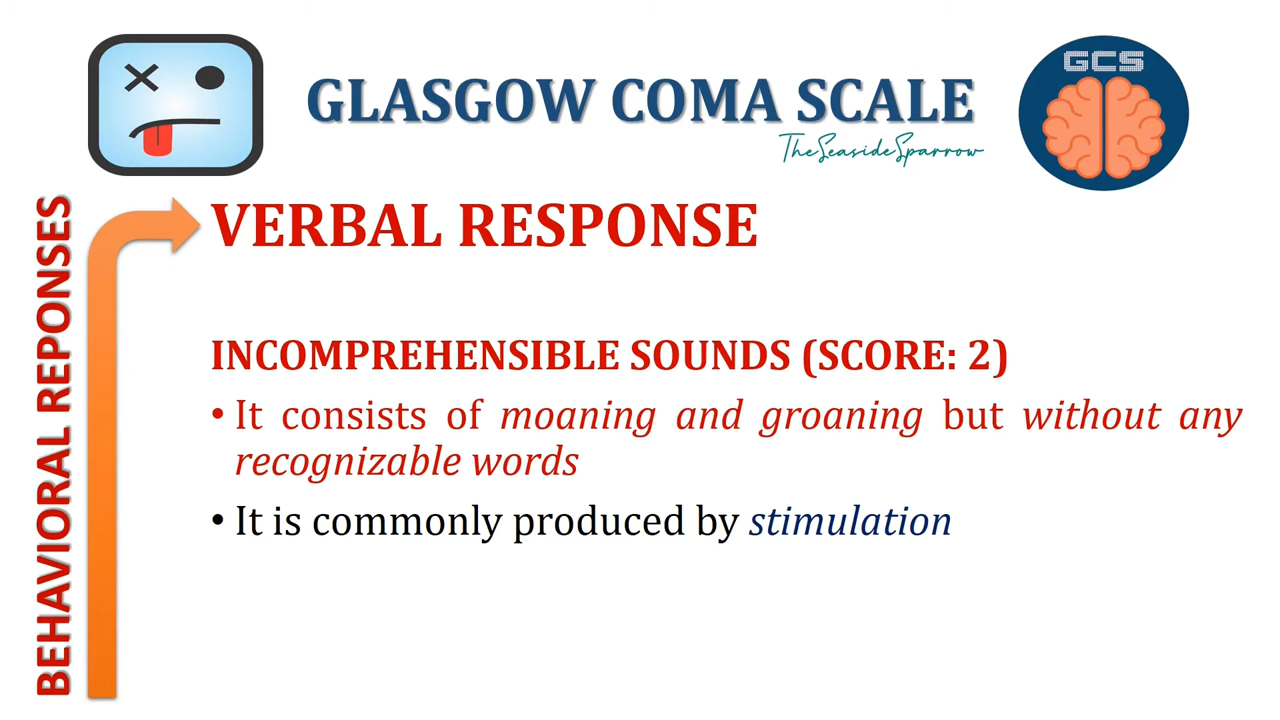 GLASGOW COMA SCALE
GCS
TheSeasideSparrow
BEHAVIORAL REPONSES
VERBAL RESPONSE
INCOMPREHENSIBLE SOUNDS (SCORE: 2)
• It consists of moaning and groaning but without any
recognizable words
• It is commonly produced by stimulation